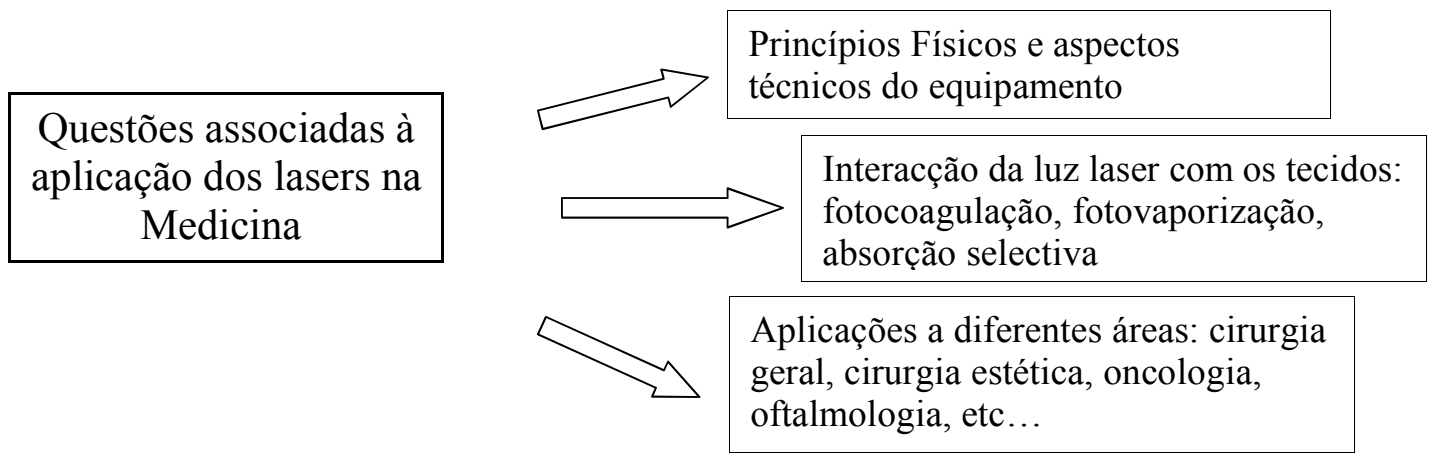 Questões associadas à
aplicação dos lasers na
Medicina
Princípios Físicos e aspectos
técnicos do equipamento
Interacção da luz laser com os tecidos:
fotocoagulação, fotovaporização,
absorção selectiva
Aplicações a diferentes áreas: cirurgia
geral, cirurgia estética, oncologia,
oftalmologia, etc…